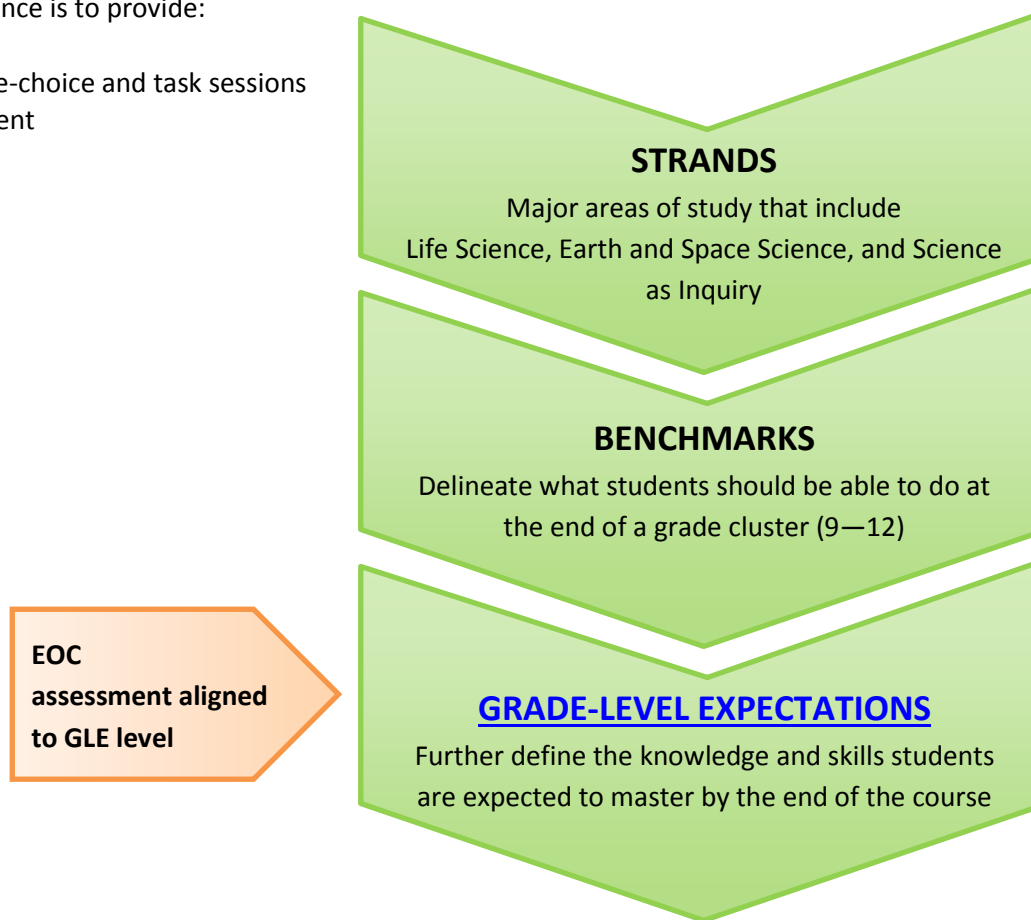 nce is to provide:
e-choice and task sessions
ent
STRANDS
Major areas of study that include
Life Science, Earth and Space Science, and Science
as Inquiry
BENCHMARKS
Delineate what students should be able to do at
the end of a grade cluster (9—12)
EOC
assessment aligned
to GLE level
GRADE-LEVEL EXPECTATIONS
Further define the knowledge and skills students
are expected to master by the end of the course